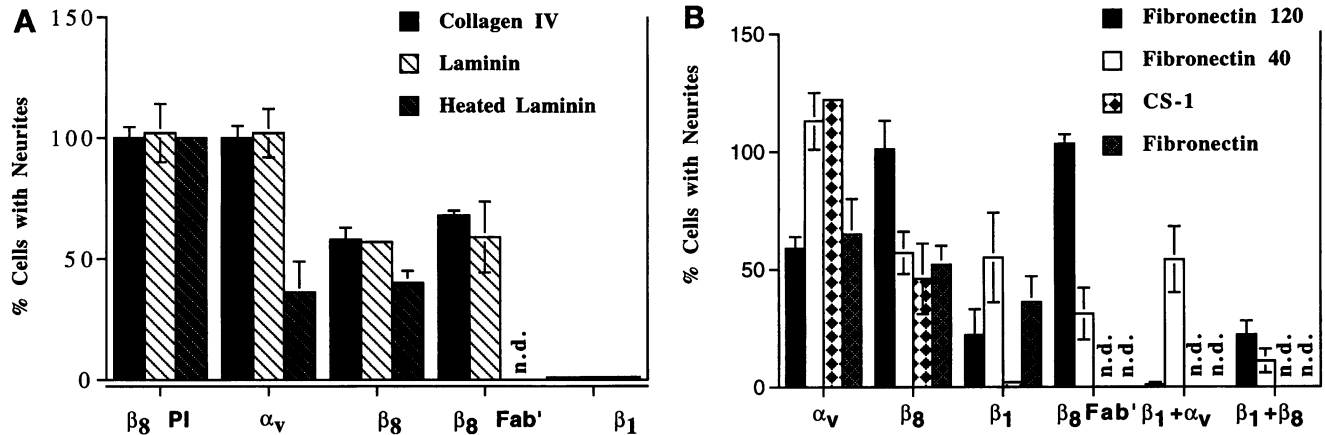 A
% Cells with Neurites
150
100
50
0
Collagen IV
Laminin
Heated Laminin
n.d.
β8 PI
αv
β8
β8 Fab'
β1
B
% Cells with Neurites
150
100
50
0
Fibronectin 120
Fibronectin 40
CS-1
Fibronectin
n.d.
n.d.
n.d.
n.d.
n.d.
n.d.
αv
β8
β1
β8 Fab'
β1+αv
β1+β8